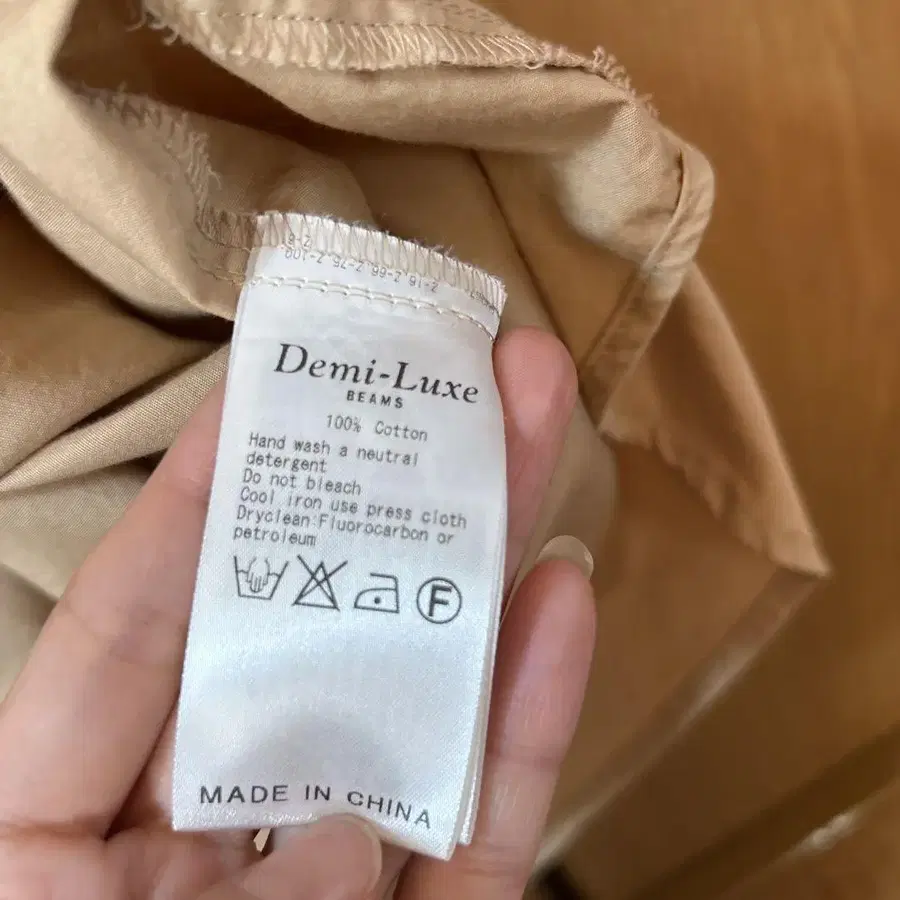 Demi-Luxe
BEAMS
100% Cotton
Hand wash a neutral
detergent
Do not bleach
Cool iron use press cloth
Dryclean:Fluorocarbon or
petroleum
F
MADE IN CHINA